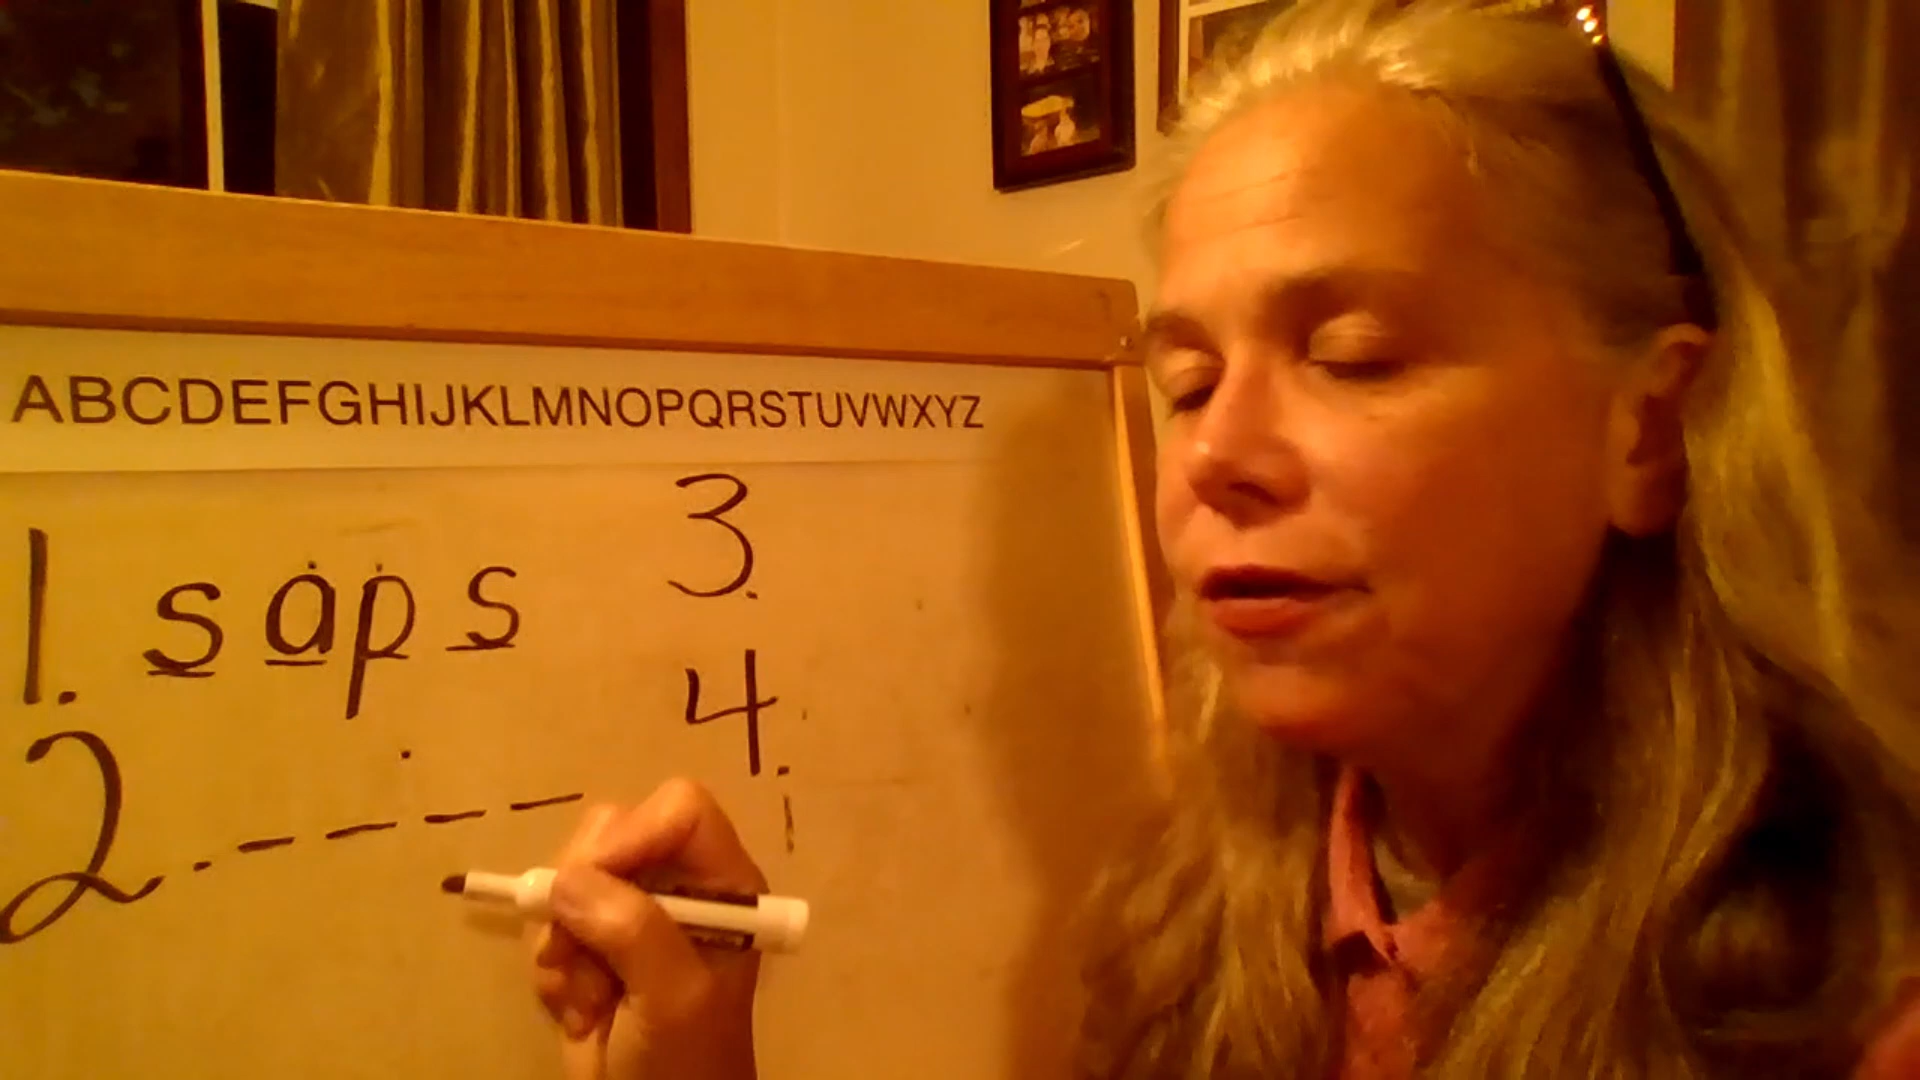 ABCDEFGHIJKLMNOPQRSTUVWXYZ
1. saps
2. _ _ _ _
3.
4.